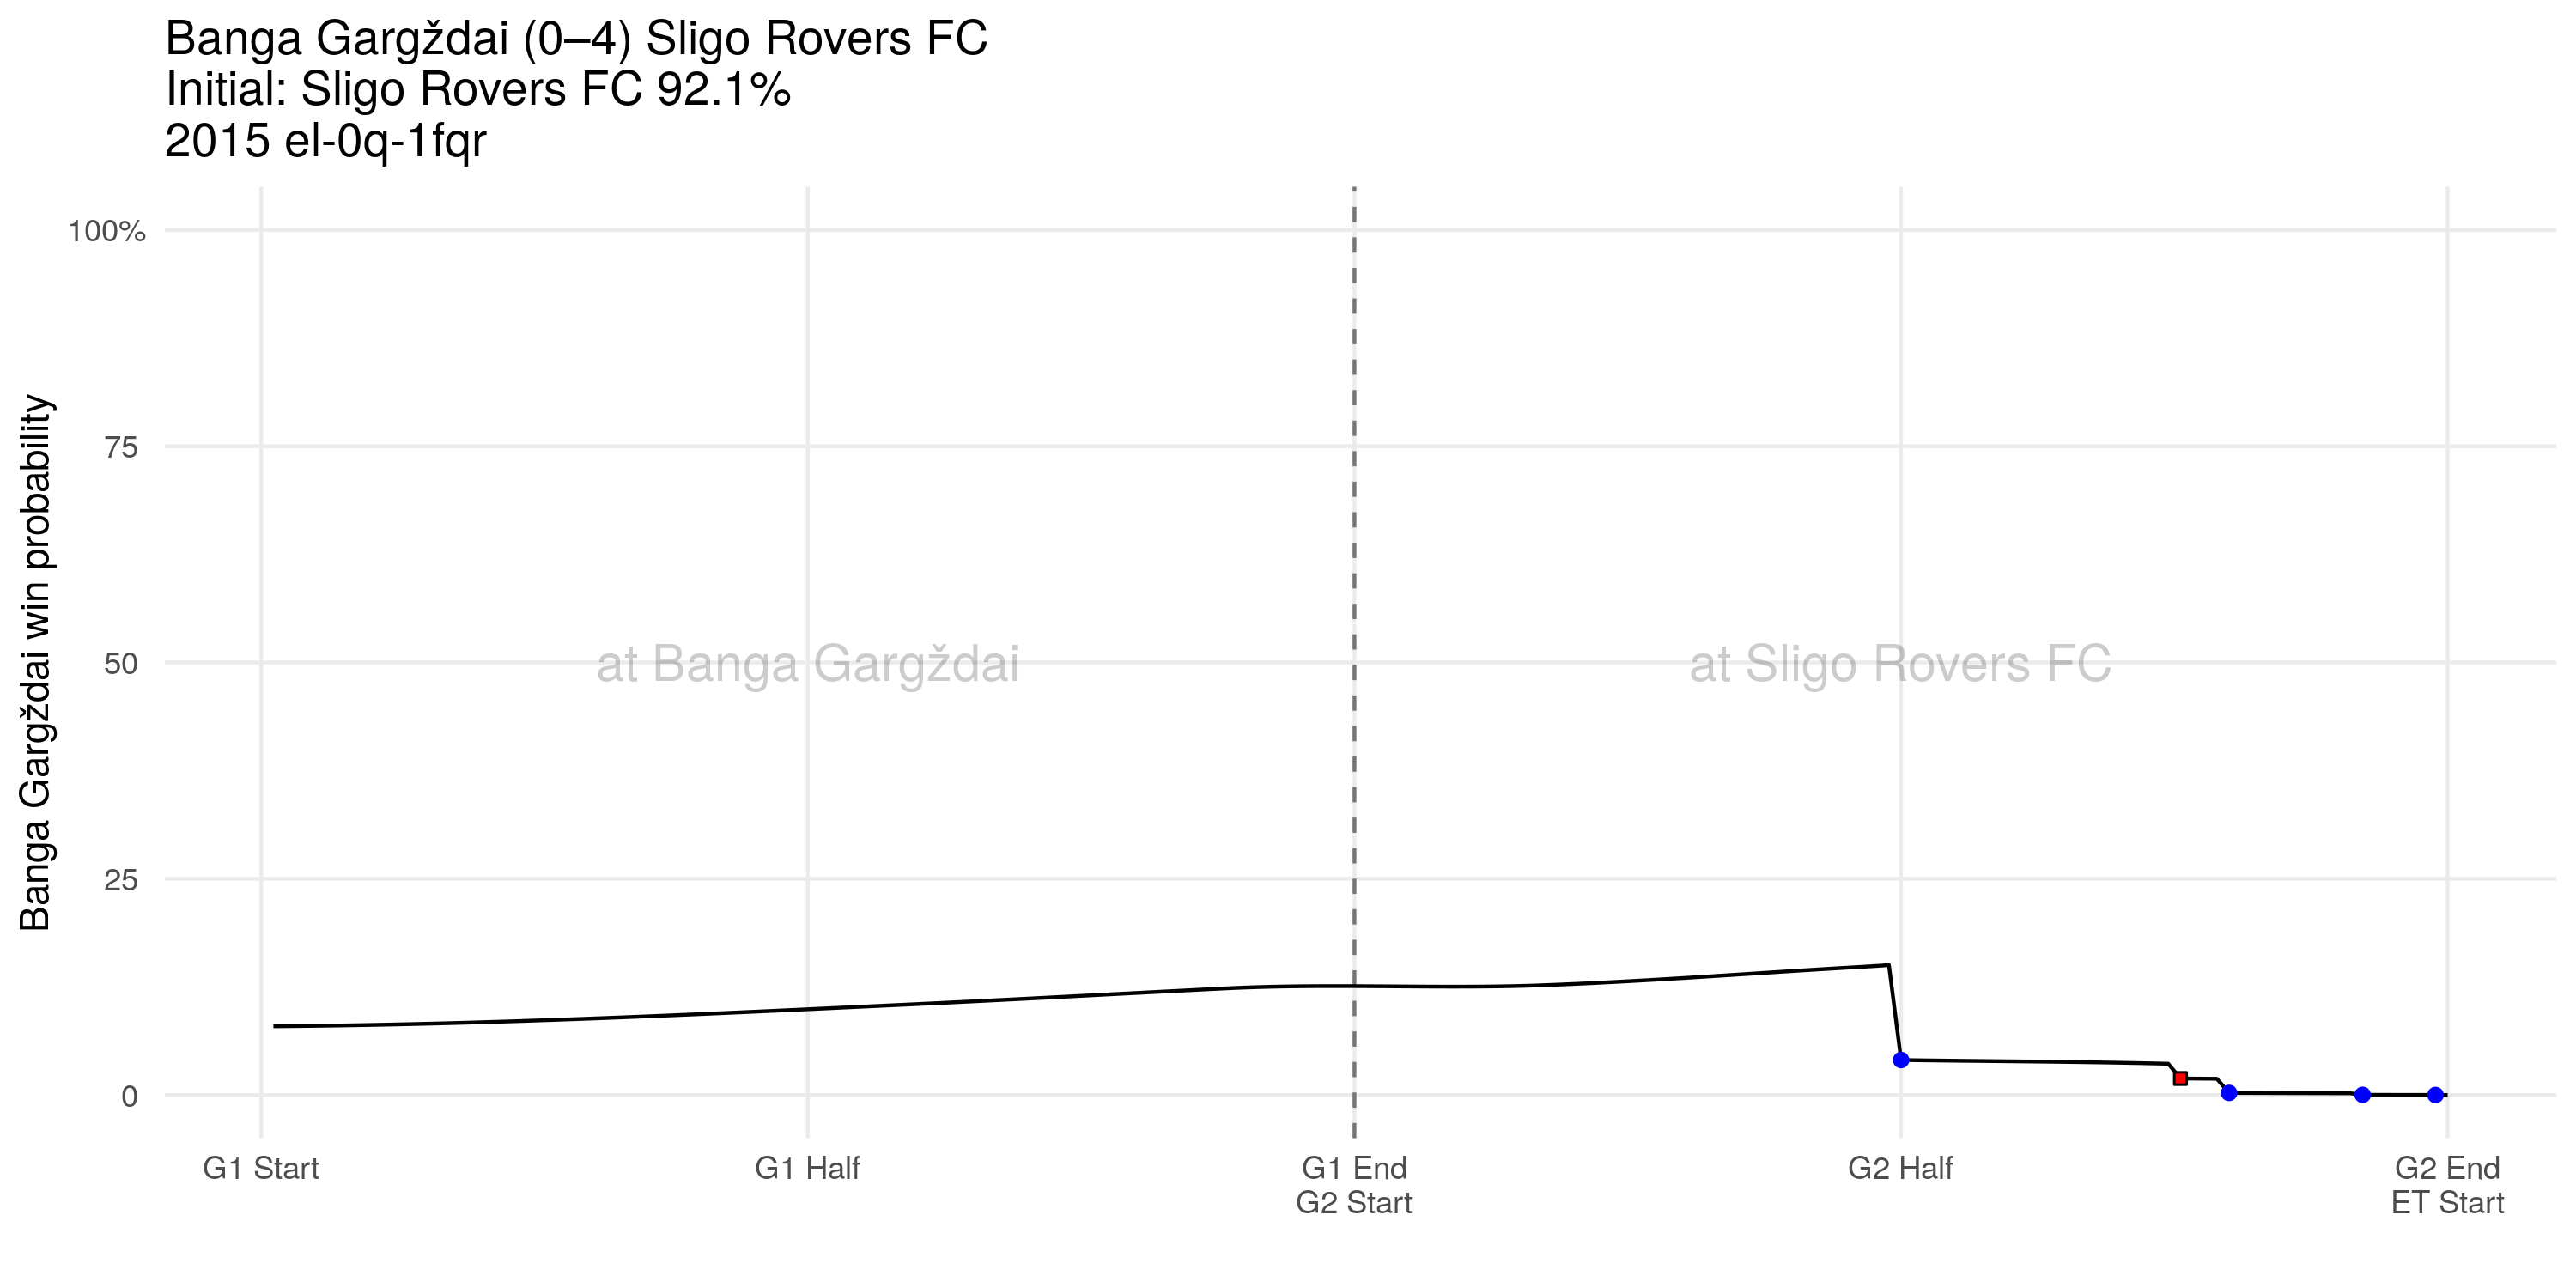 Banga Gargždai (0–4) Sligo Rovers FC
Initial: Sligo Rovers FC 92.1%
2015 el-0q-1fqr
Banga Gargždai win probability
100%
75
50
25
0
at Banga Gargždai
at Sligo Rovers FC
G1 Start
G1 Half
G1 End
G2 Start
G2 Half
G2 End
ET Start